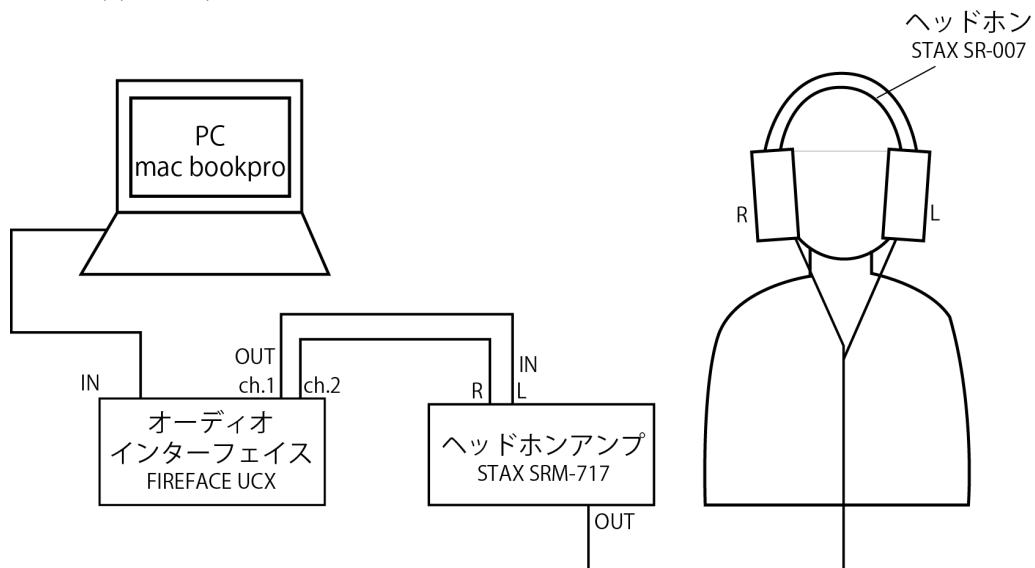 ヘッドホン
STAX SR-007
PC
mac bookpro
R
L
OUT
IN
IN
ch.1
ch.2
R
L
オーディオ
インターフェイス
FIREFACE UCX
ヘッドホンアンプ
STAX SRM-717
OUT